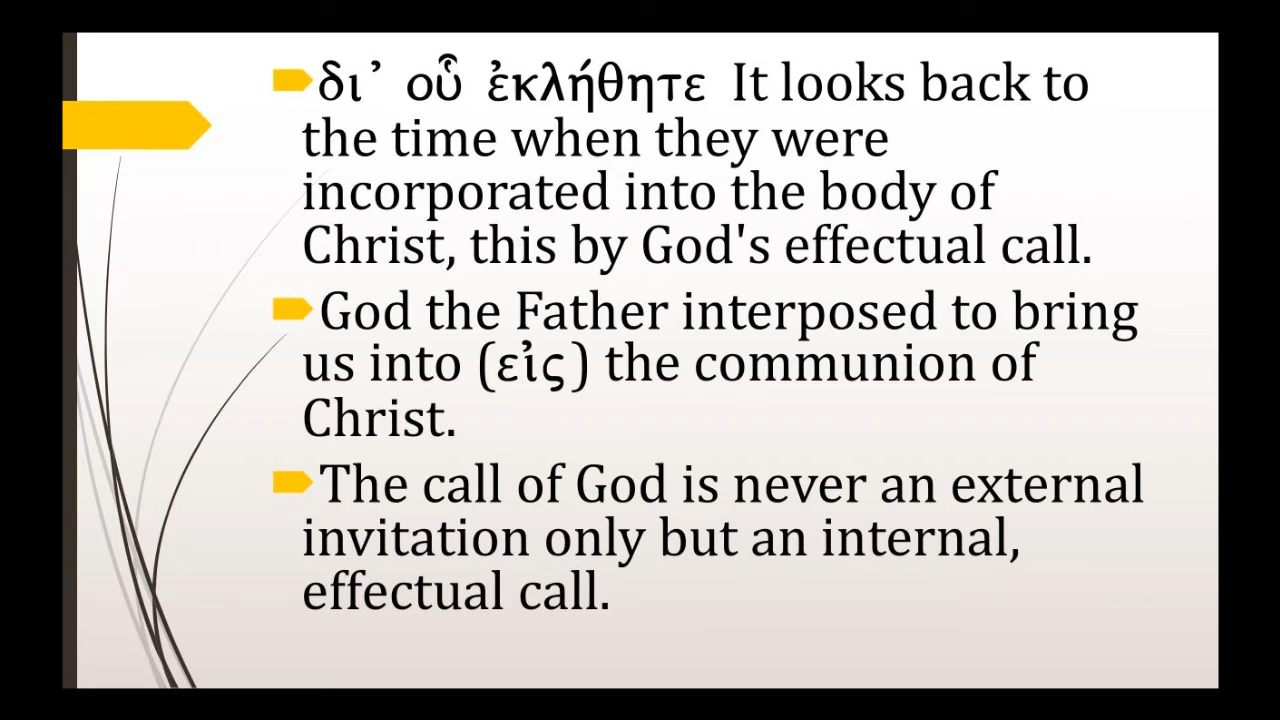 δι᾽ οὗ ἐκλήθητε It looks back to
the time when they were
incorporated into the body of
Christ, this by God's effectual call.
God the Father interposed to bring
us into (εἰς) the communion of
Christ.
The call of God is never an external
invitation only but an internal,
effectual call.